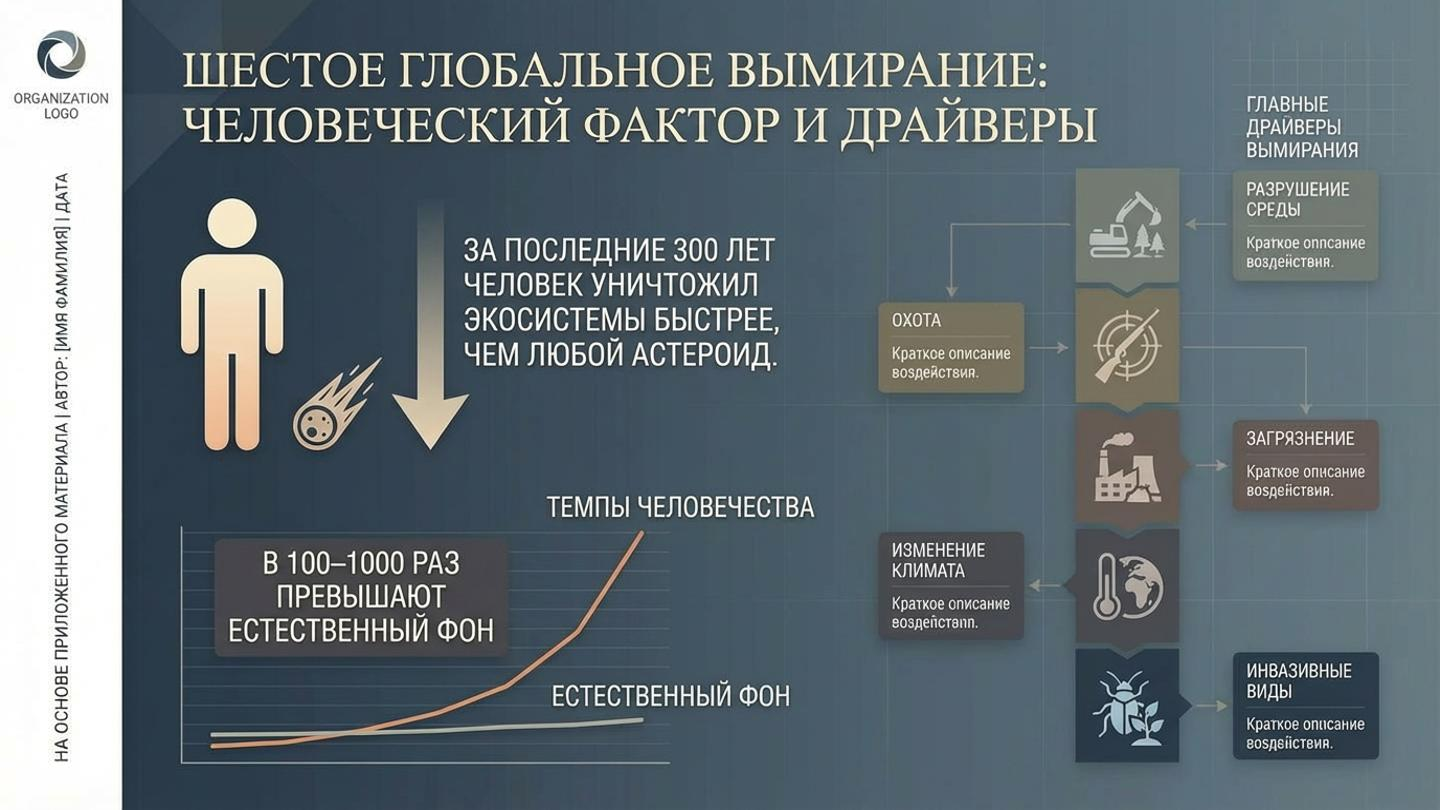 ORGANIZATION
LOGO
НА ОСНОВЕ ПРИЛОЖЕННОГО МАТЕРИАЛА | АВТОР: [ИМЯ ФАМИЛИЯ] | ДАТА
ШЕСТОЕ ГЛОБАЛЬНОЕ ВЫМИРАНИЕ:
ЧЕЛОВЕЧЕСКИЙ ФАКТОР И ДРАЙВЕРЫ
ЗА ПОСЛЕДНИЕ 300 ЛЕТ
ЧЕЛОВЕК УНИЧТОЖИЛ
ЭКОСИСТЕМЫ БЫСТРЕЕ,
ЧЕМ ЛЮБОЙ АСТЕРОИД.
ТЕМПЫ ЧЕЛОВЕЧЕСТВА
В 100–1000 РАЗ
ПРЕВЫШАЮТ
ЕСТЕСТВЕННЫЙ ФОН
ЕСТЕСТВЕННЫЙ ФОН
ГЛАВНЫЕ
ДРАЙВЕРЫ
ВЫМИРАНИЯ
РАЗРУШЕНИЕ
СРЕДЫ
Краткое описание
воздействия.
ОХОТА
Краткое описание
воздействия.
ЗАГРЯЗНЕНИЕ
Краткое описание
воздействия.
ИЗМЕНЕНИЕ
КЛИМАТА
Краткое описание
ИНВАЗИВНЫЕ
ВИДЫ
Краткое описание
воздействия.